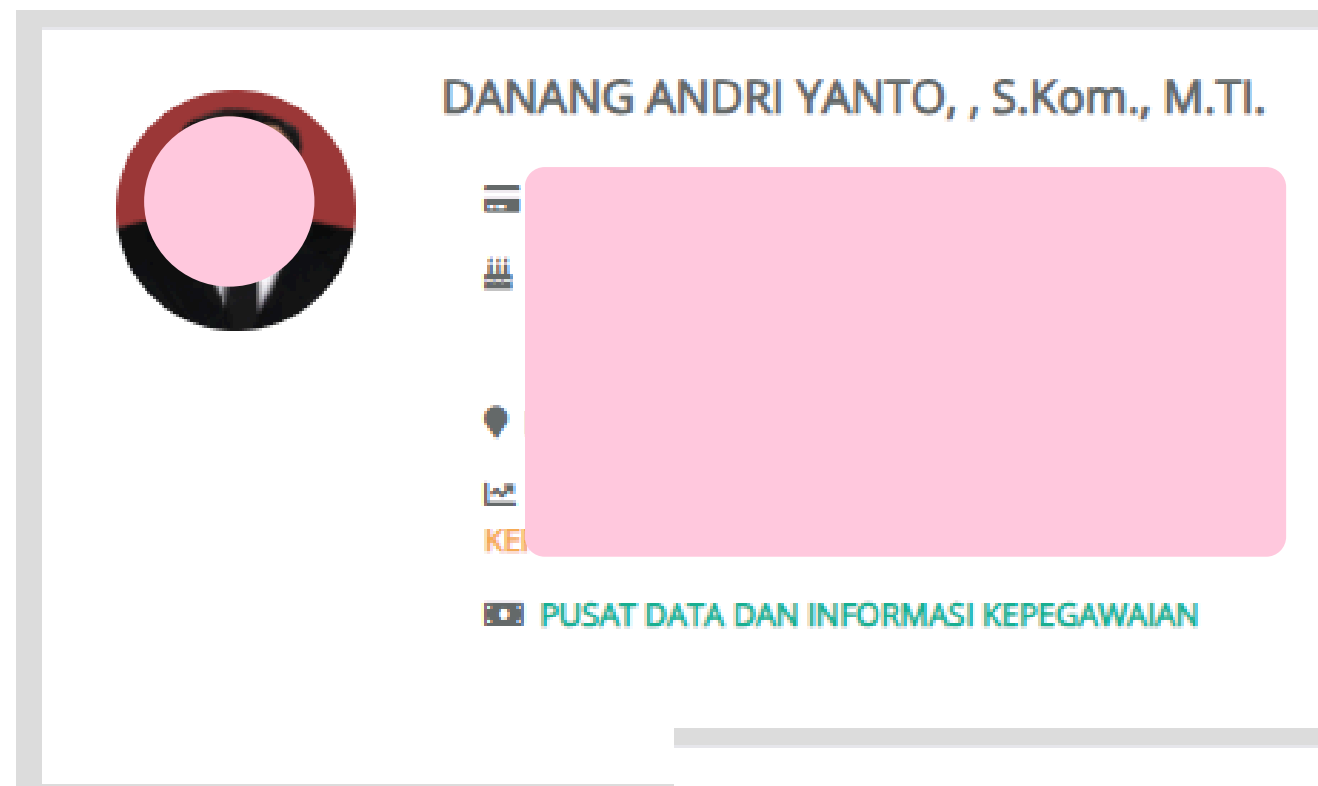 DANANG ANDRI YANTO, , S.Kom., M.TI.
PUSAT DATA DAN INFORMASI KEPEGAWAIAN